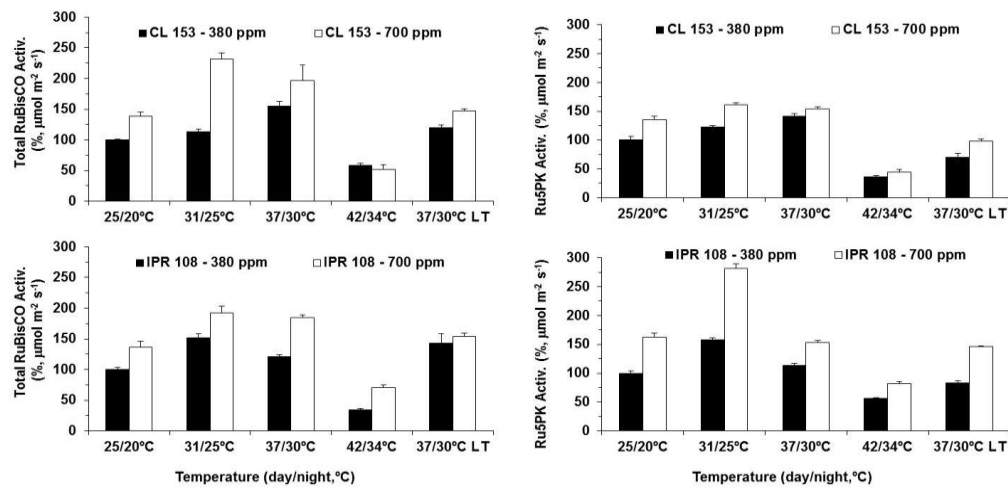 Total RuBisCO Activ.
(%, μmol m⁻² s⁻¹)
300
250
200
150
100
50
0
CL 153 - 380 ppm
CL 153 - 700 ppm
25/20ºC
31/25ºC
37/30ºC
42/34ºC
37/30ºC LT
Ru5PK Activ. (%, μmol m⁻² s⁻¹)
300
250
200
150
100
50
0
CL 153 - 380 ppm
CL 153 - 700 ppm
25/20ºC
31/25ºC
37/30ºC
42/34ºC
37/30ºC LT
Total RuBisCO Activ.
(%, μmol m⁻² s⁻¹)
300
250
200
150
100
50
0
IPR 108 - 380 ppm
IPR 108 - 700 ppm
25/20ºC
31/25ºC
37/30ºC
42/34ºC
37/30ºC LT
Temperature (day/night,ºC)
Ru5PK Activ. (%, μmol m⁻² s⁻¹)
300
250
200
150
100
50
0
IPR 108 - 380 ppm
IPR 108 - 700 ppm
25/20ºC
31/25ºC
37/30ºC
42/34ºC
37/30ºC LT
Temperature (day/night,ºC)